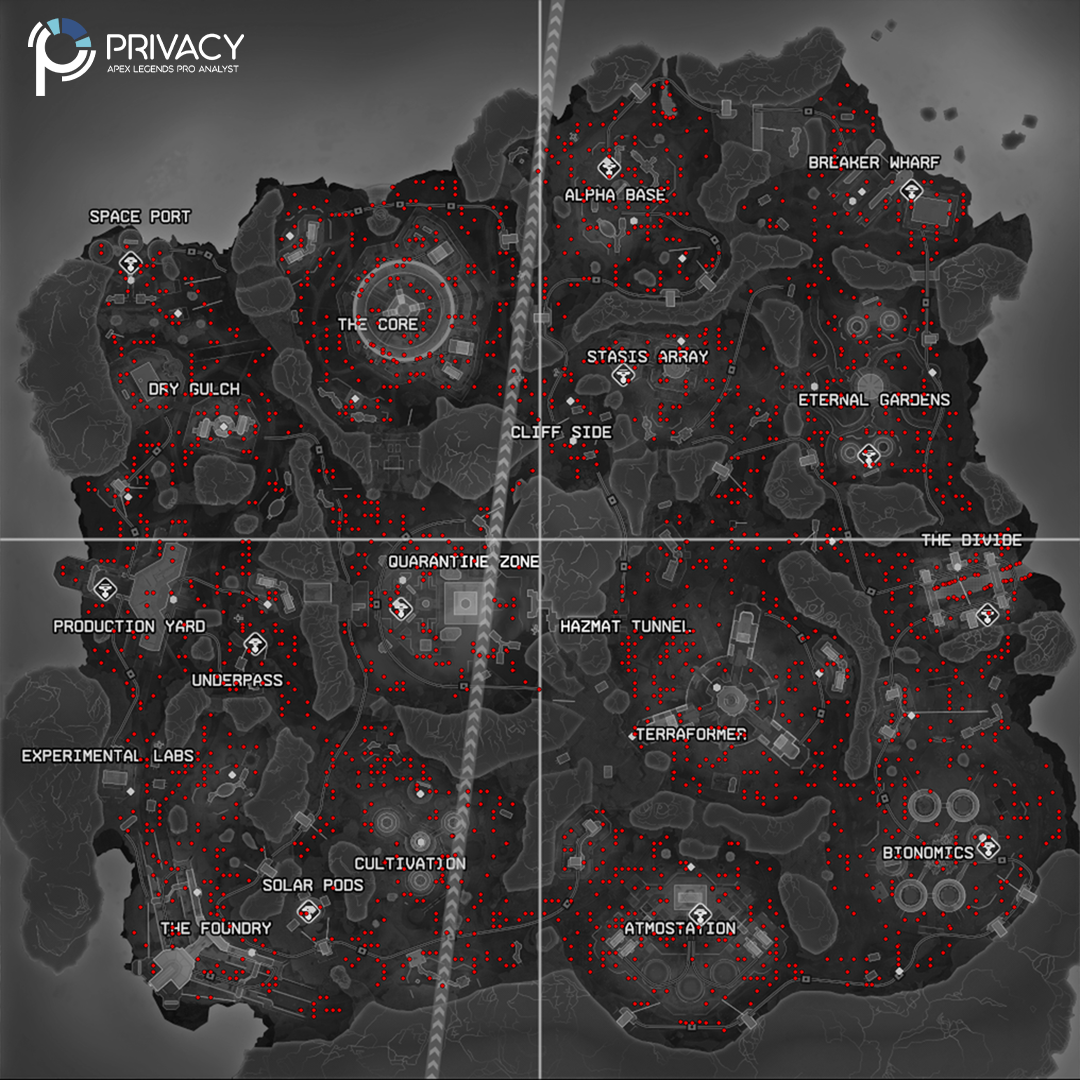 PRIVACY
APEX LEGENDS PRO ANALYST
BREAKER WHARF
ALPHA BASE
SPACE PORT
THE CORE
STASIS ARRAY
DRY GULCH
ETERNAL GARDENS
CLIFF SIDE
THE DIVIDE
QUARANTINE ZONE
PRODUCTION YARD
HAZMAT TUNNEL
UNDERPASS
TERRAFORMER
EXPERIMENTAL LABS
BIONOMICS
CULTIVATION
SOLAR PODS
THE FOUNDRY
ATMOSTATION